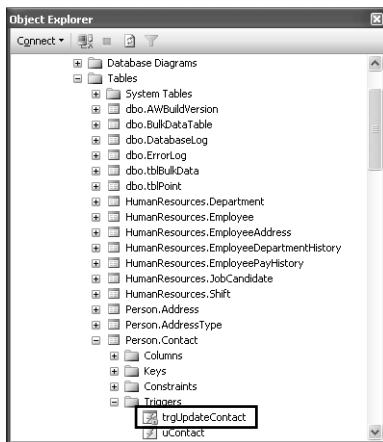 Object Explorer
Connect
Database Diagrams
Tables
System Tables
dbo.AWBuildVersion
dbo.BulkDataTable
dbo.DatabaseLog
dbo.ErrorLog
dbo.tblBulkData
dbo.tblPoint
HumanResources.Department
HumanResources.Employee
HumanResources.EmployeeAddress
HumanResources.EmployeeDepartmentHistory
HumanResources.EmployeePayHistory
HumanResources.JobCandidate
HumanResources.Shift
Person.Address
Person.AddressType
Person.Contact
Columns
Keys
Constraints
Triggers
trgUpdateContact
uContact